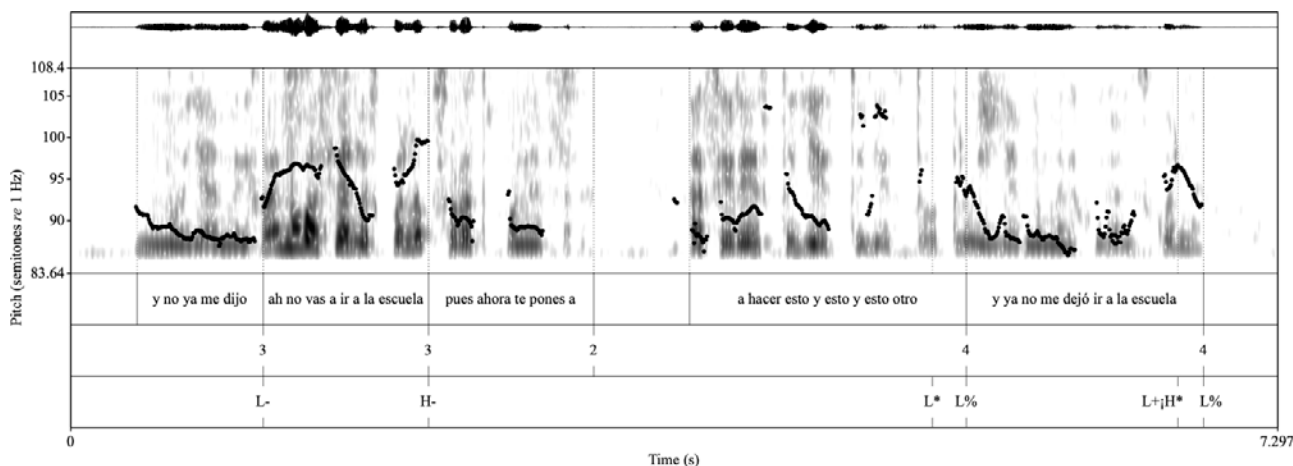 108.4
105
100
95
90
83.64
Pitch (semitones re 1 Hz)
y no ya me dijo
ah no vas a ir a la escuela
pues ahora te pones a
a hacer esto y esto y esto otro
y ya no me dejó ir a la escuela
3 3 2 4 4
L- H- L* L% L+¡H* L%
0 7.297
Time (s)